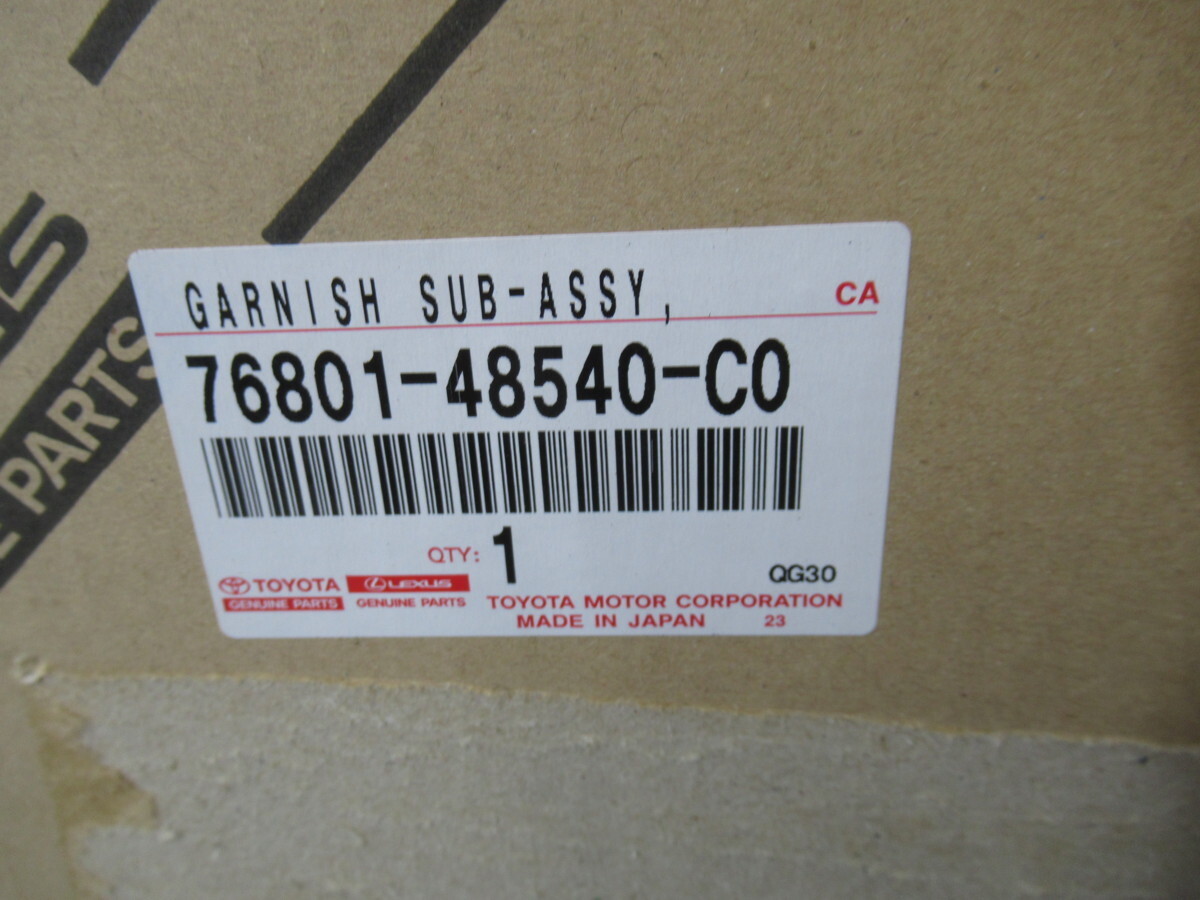 GARNISH SUB-ASSY,
CA
76801-48540-C0
QTY: 1
QG30
TOYOTA
LEXUS
GENUINE PARTS
GENUINE PARTS
TOYOTA MOTOR CORPORATION
MADE IN JAPAN 23
PARTS